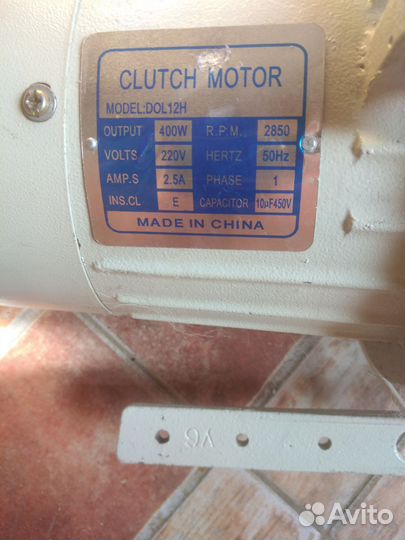 CLUTCH MOTOR
MODEL:DOL12H
OUTPUT 400W R.P.M. 2850
VOLTS 220V HERTZ 50Hz
AMP.S 2.5A PHASE 1
INS.CL E CAPACITOR 10µF450V
MADE IN CHINA
Avito